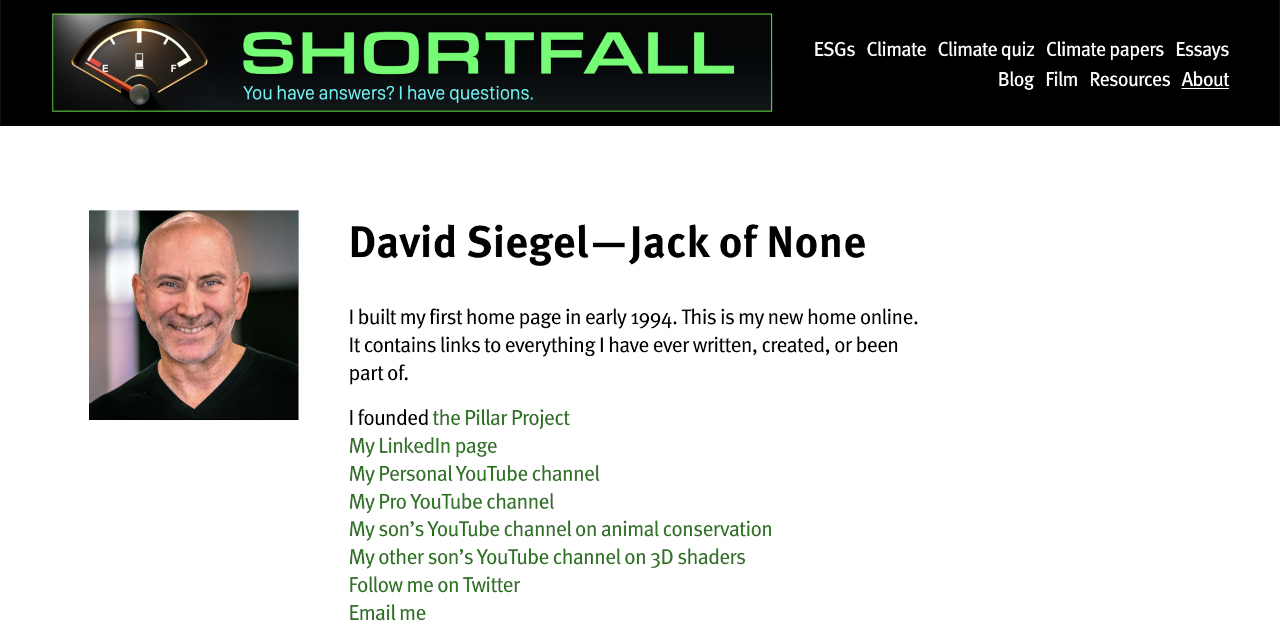 E F
SHORTFALL
You have answers? I have questions.
ESGs Climate Climate quiz Climate papers Essays
Blog Film Resources About
David Siegel—Jack of None
I built my first home page in early 1994. This is my new home online.
It contains links to everything I have ever written, created, or been
part of.
I founded the Pillar Project
My LinkedIn page
My Personal YouTube channel
My Pro YouTube channel
My son’s YouTube channel on animal conservation
My other son’s YouTube channel on 3D shaders
Follow me on Twitter
Email me